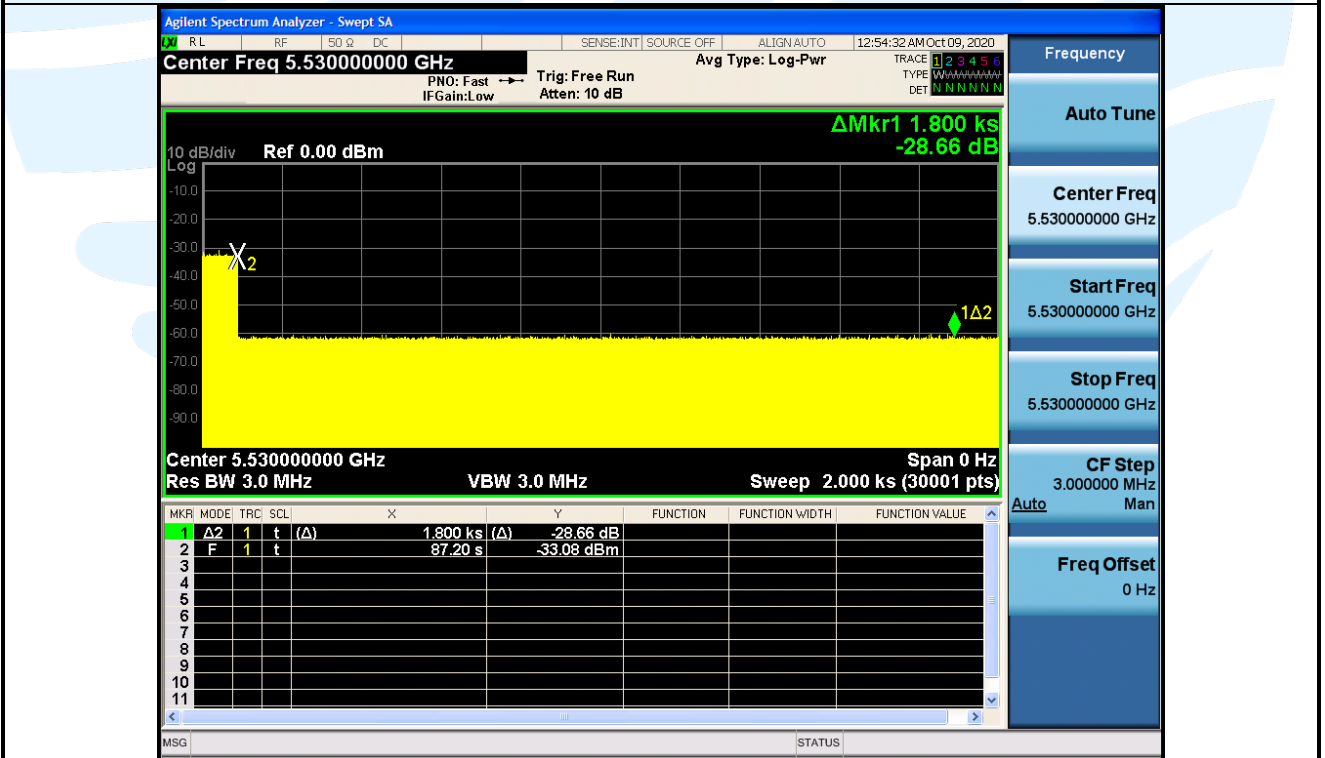 Agilent Spectrum Analyzer - Swept SA
LXI RL RF 50 Ω DC SENSE:INT SOURCE OFF ALIGN AUTO 12:54:32 AM Oct 09, 2020
Center Freq 5.530000000 GHz
PNO: Fast
IFGain:Low
Trig: Free Run
Atten: 10 dB
Avg Type: Log-Pwr
TRACE 1 2 3 4 5 6
TYPE
DET N N N N N N
ΔMkr1 1.800 ks
-28.66 dB
10 dB/div Ref 0.00 dBm
Log
-10.0
-20.0
-30.0
-40.0
-50.0
-60.0
-70.0
-80.0
-90.0
X2
1Δ2
Center 5.530000000 GHz Span 0 Hz
Res BW 3.0 MHz VBW 3.0 MHz Sweep 2.000 ks (30001 pts)
MKR MODE TRC SCL X Y FUNCTION FUNCTION WIDTH FUNCTION VALUE
1 Δ2 1 t (Δ) 1.800 ks (Δ) -28.66 dB
2 F 1 t 87.20 s -33.08 dBm
3
4
5
6
7
8
9
10
11
MSG STATUS
Frequency
Auto Tune
Center Freq
5.530000000 GHz
Start Freq
5.530000000 GHz
Stop Freq
5.530000000 GHz
CF Step
3.000000 MHz
Auto Man
Freq Offset
0 Hz